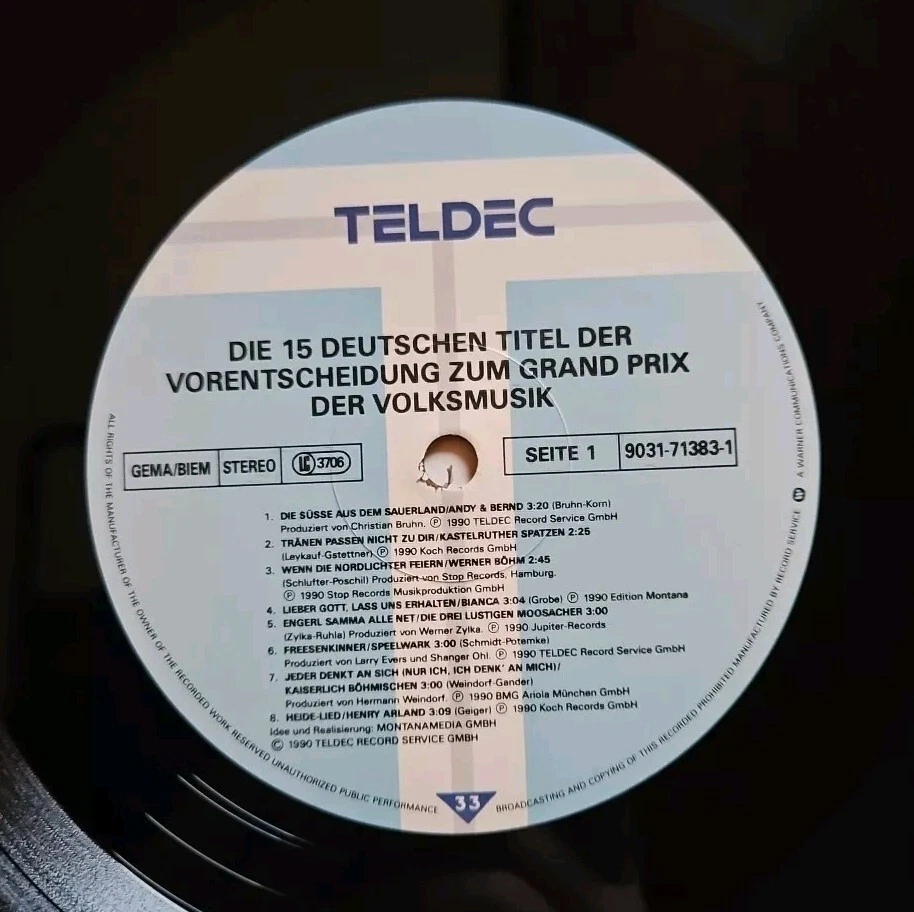 TELDEC
DIE 15 DEUTSCHEN TITEL DER
VORENTSCHEIDUNG ZUM GRAND PRIX
DER VOLKSMUSIK
GEMA/BIEM STEREO LC 3706
SEITE 1 9031-71383-1
1. DIE SÜSSE AUS DEM SAUERLAND/ANDY & BERND 3:20 (Bruhn-Korn)
Produziert von Christian Bruhn. Ⓟ 1990 TELDEC Record Service GmbH
2. TRÄNEN PASSEN NICHT ZU DIR/KASTELRUTHER SPATZEN 2:25
(Leykauf-Gstettner) Ⓟ 1990 Koch Records GmbH
3. WENN DIE NORDLICHTER FEIERN/WERNER BÖHM 2:45
(Schlufter-Poschil) Produziert von Stop Records, Hamburg.
Ⓟ 1990 Stop Records Musikproduktion GmbH
4. LIEBER GOTT, LASS UNS ERHALTEN/BIANCA 3:04 (Grobe) Ⓟ 1990 Edition Montana
5. ENGERL SAMMA ALLE NET/DIE DREI LUSTIGEN MOOSACHER 3:00
(Zylka-Ruhla) Produziert von Werner Zylka. Ⓟ 1990 Jupiter-Records
6. FREESENKINNER/SPEELWARK 3:00 (Schmidt-Potemke)
Produziert von Larry Evers und Shanger Ohl. Ⓟ 1990 TELDEC Record Service GmbH
7. JEDER DENKT AN SICH (NUR ICH, ICH DENK' AN MICH)/
KAISERLICH BÖHMISCHEN 3:00 (Weindorf-Gander)
Produziert von Hermann Weindorf. Ⓟ 1990 BMG Ariola München GmbH
8. HEIDE-LIED/HENRY ARLAND 3:09 (Geiger) Ⓟ 1990 Koch Records GmbH
Idee und Realisierung: MONTANAMEDIA GMBH
© 1990 TELDEC RECORD SERVICE GMBH
ALL RIGHTS OF THE MANUFACTURER OF THE OWNER OF THE RECORDED WORK RESERVED UNAUTHORIZED PUBLIC PERFORMANCE
33
BROADCASTING AND COPYING OF THIS RECORD PROHIBITED MANUFACTURED BY RECORD SERVICE A WARNER COMMUNICATIONS COMPANY